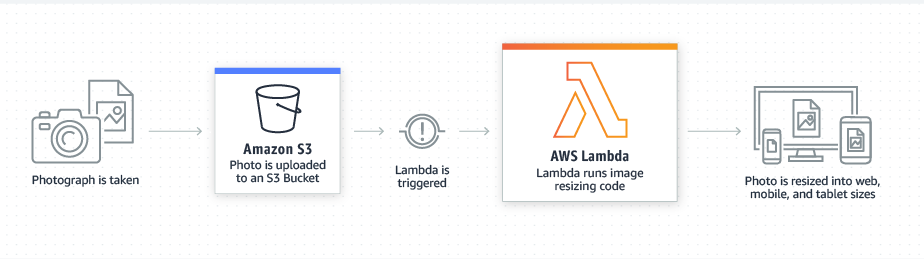 Photograph is taken
Amazon S3
Photo is uploaded
to an S3 Bucket
Lambda is
triggered
AWS Lambda
Lambda runs image
resizing code
Photo is resized into web,
mobile, and tablet sizes